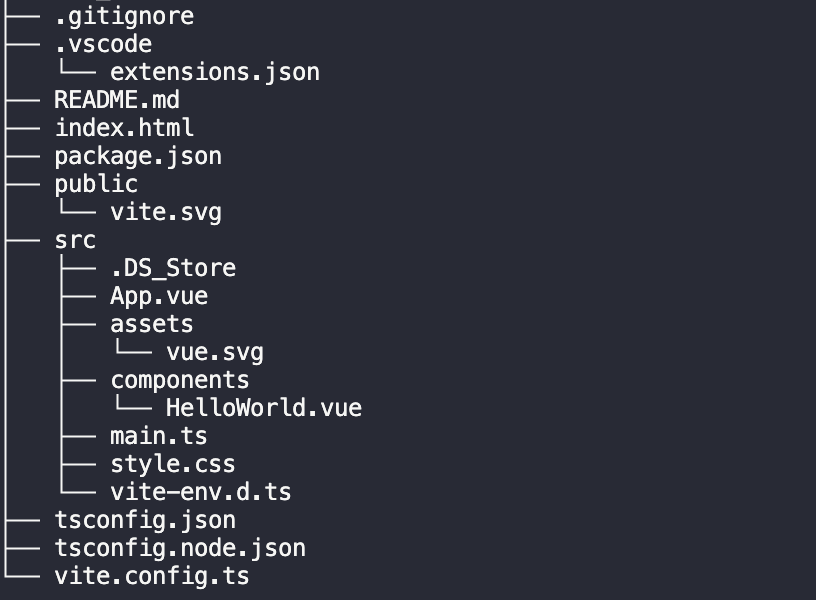 ├── .gitignore
├── .vscode
│   └── extensions.json
├── README.md
├── index.html
├── package.json
├── public
│   └── vite.svg
├── src
│   ├── .DS_Store
│   ├── App.vue
│   ├── assets
│   │   └── vue.svg
│   ├── components
│   │   └── HelloWorld.vue
│   ├── main.ts
│   ├── style.css
│   └── vite-env.d.ts
├── tsconfig.json
├── tsconfig.node.json
└── vite.config.ts